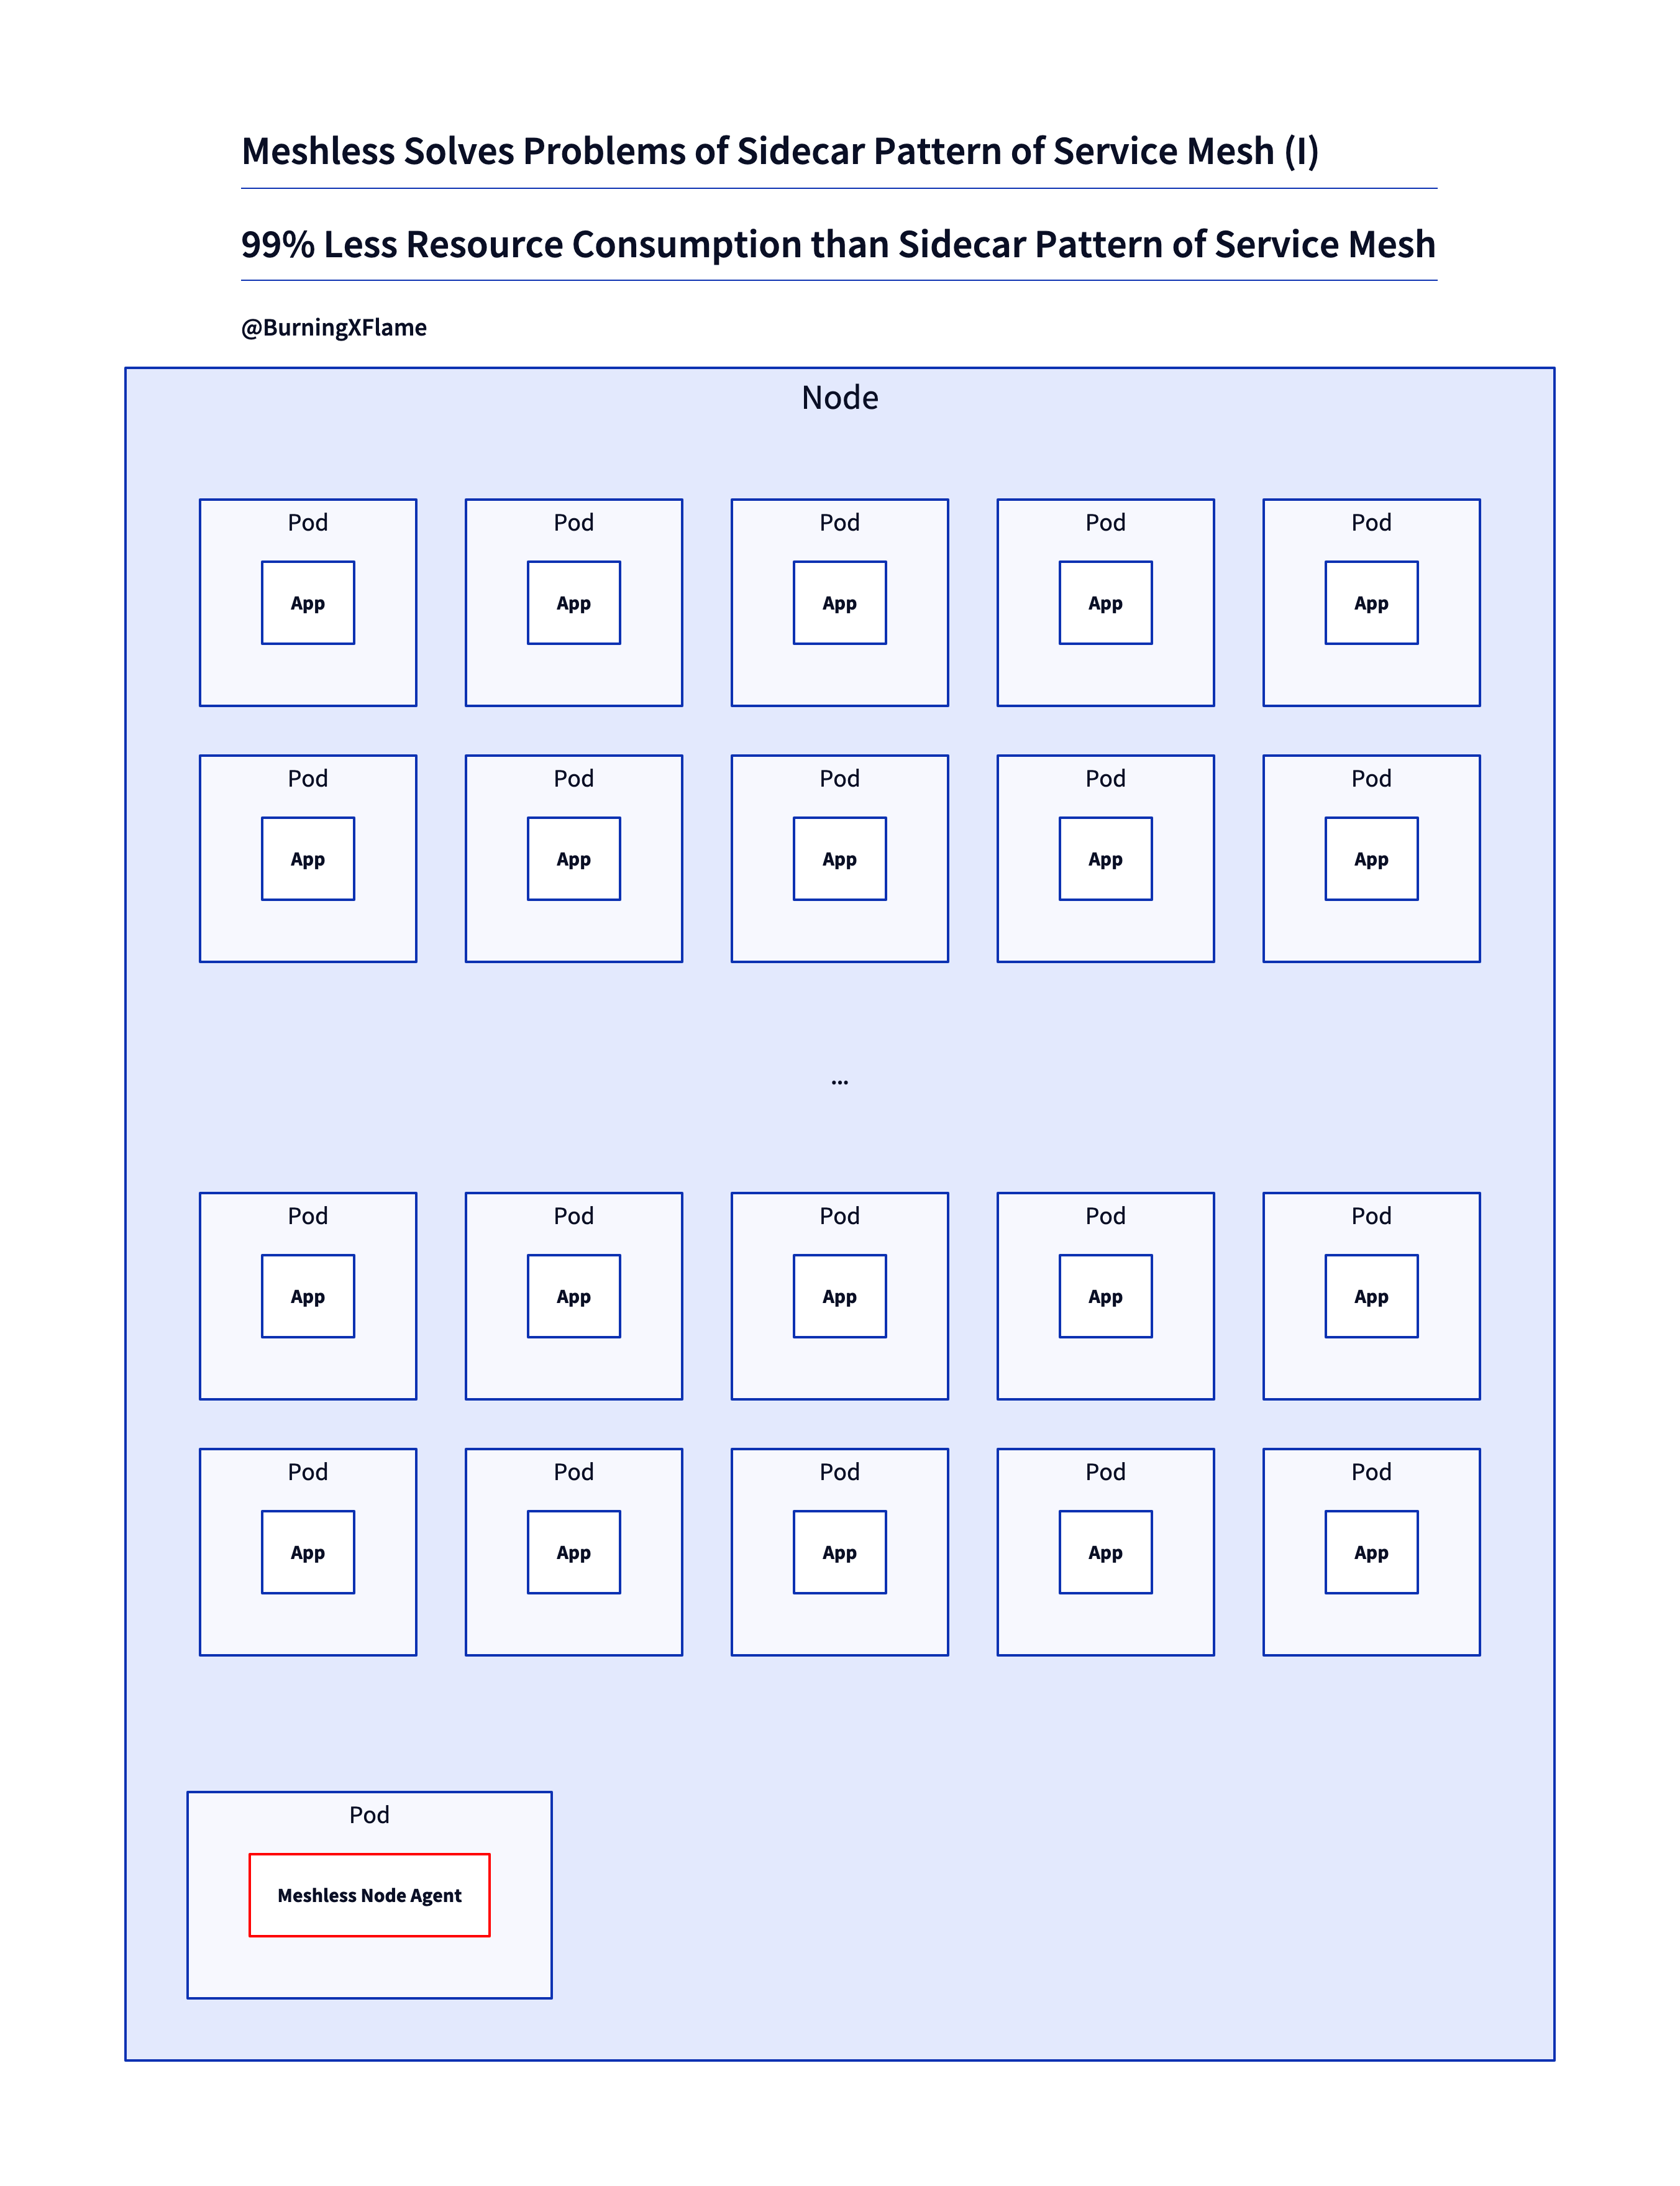 Meshless Solves Problems of Sidecar Pattern of Service Mesh (I)
99% Less Resource Consumption than Sidecar Pattern of Service Mesh
@BurningXFlame
Node
Pod Pod Pod Pod Pod
App App App App App
Pod Pod Pod Pod Pod
App App App App App
...
Pod Pod Pod Pod Pod
App App App App App
Pod Pod Pod Pod Pod
App App App App App
Pod
Meshless Node Agent